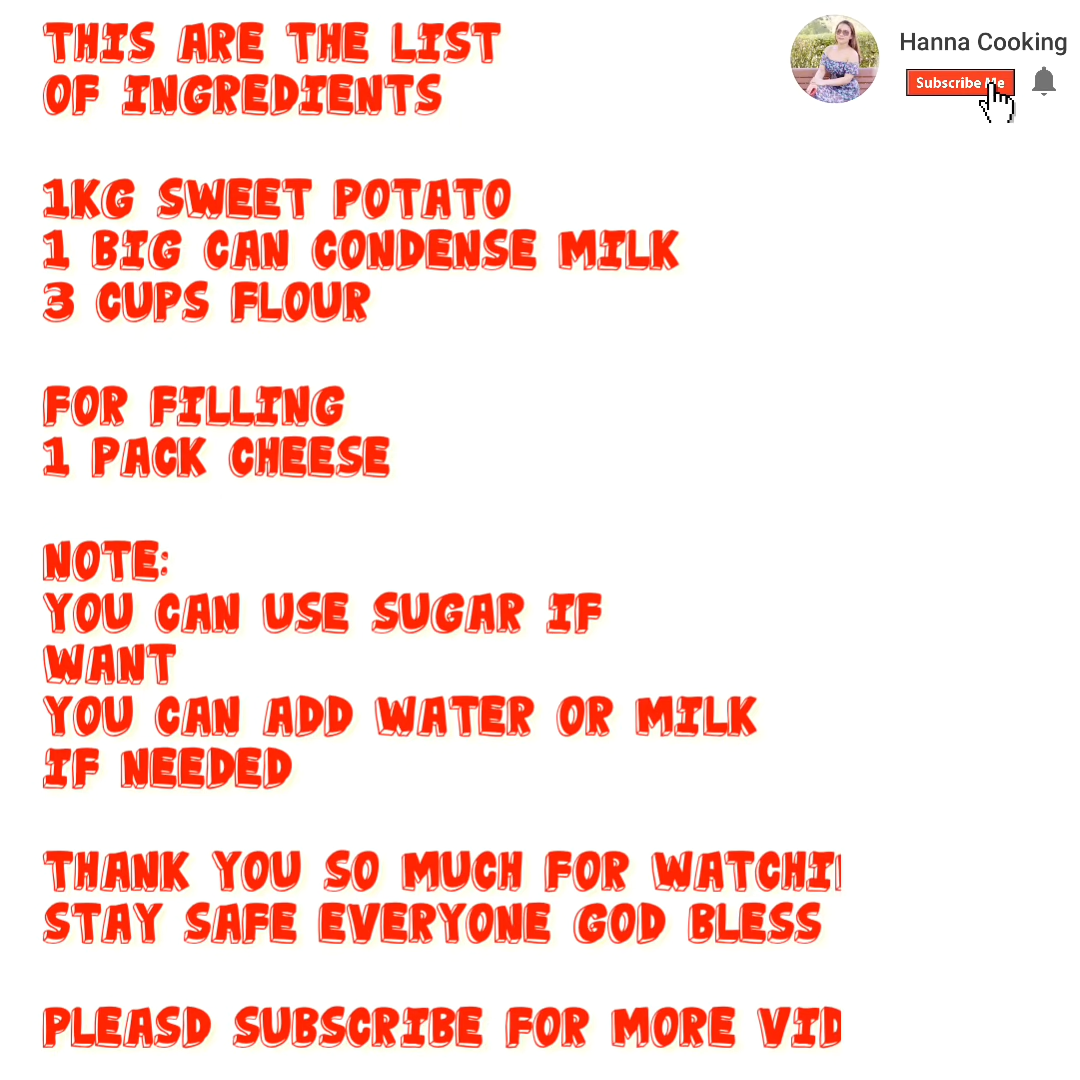 THIS ARE THE LIST
OF INGREDIENTS
Hanna Cooking
Subscribe Me
1KG SWEET POTATO
1 BIG CAN CONDENSE MILK
3 CUPS FLOUR
FOR FILLING
1 PACK CHEESE
NOTE:
YOU CAN USE SUGAR IF
WANT
YOU CAN ADD WATER OR MILK
IF NEEDED
THANK YOU SO MUCH FOR WATCHI
STAY SAFE EVERYONE GOD BLESS
PLEASD SUBSCRIBE FOR MORE VID